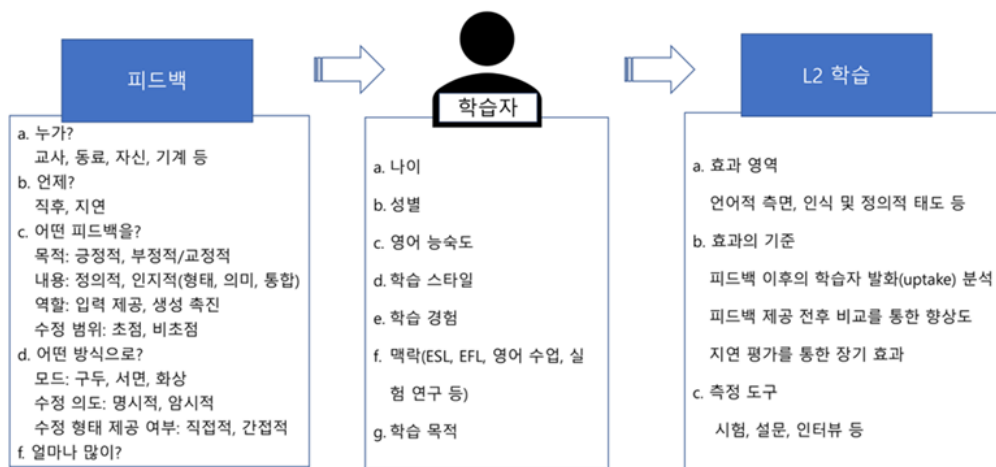 피드백
a. 누가?
교사, 동료, 자신, 기계 등
b. 언제?
직후, 지연
c. 어떤 피드백을?
목적: 긍정적, 부정적/교정적
내용: 정의적, 인지적(형태, 의미, 통합)
역할: 입력 제공, 생성 촉진
수정 범위: 초점, 비초점
d. 어떤 방식으로?
모드: 구두, 서면, 화상
수정 의도: 명시적, 암시적
수정 형태 제공 여부: 직접적, 간접적
f. 얼마나 많이?
학습자
a. 나이
b. 성별
c. 영어 능숙도
d. 학습 스타일
e. 학습 경험
f. 맥락(ESL, EFL, 영어 수업, 실
험 연구 등)
g. 학습 목적
L2 학습
a. 효과 영역
언어적 측면, 인식 및 정의적 태도 등
b. 효과의 기준
피드백 이후의 학습자 발화(uptake) 분석
피드백 제공 전후 비교를 통한 향상도
지연 평가를 통한 장기 효과
c. 측정 도구
시험, 설문, 인터뷰 등